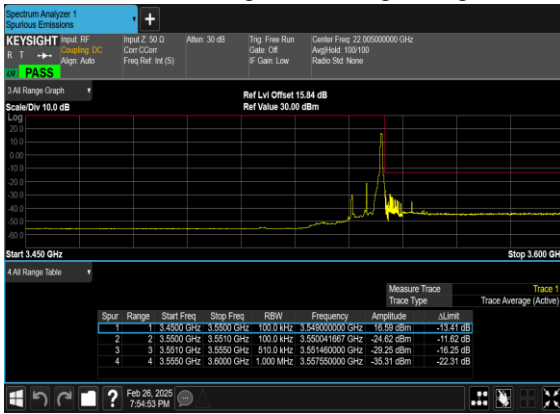 Spectrum Analyzer 1
Spurious Emissions
+
KEYSIGHT Input: RF Input Z: 50 Ω Atten: 30 dB Trig: Free Run Center Freq: 22.005000000 GHz
R T Coupling: DC Corr CCorr Gate: Off Avg|Hold: 100/100
Align: Auto Freq Ref: Int (S) IF Gain: Low Radio Std: None
PASS
3 All Range Graph
Ref Lvl Offset 15.84 dB
Scale/Div 10.0 dB Ref Value 30.00 dBm
Log
20.0
10.0
0.00
-10.0
-20.0
-30.0
-40.0
-50.0
-60.0
Start 3.450 GHz Stop 3.600 GH
4 All Range Table
Measure Trace Trace 1
Trace Type Trace Average (Active)
Spur Range Start Freq Stop Freq RBW Frequency Amplitude ΔLimit
1 1 3.4500 GHz 3.5500 GHz 100.0 kHz 3.549000000 GHz 16.59 dBm -13.41 dB
2 2 3.5500 GHz 3.5510 GHz 100.0 kHz 3.550041667 GHz -24.62 dBm -11.62 dB
3 3 3.5510 GHz 3.5550 GHz 510.0 kHz 3.551460000 GHz -29.25 dBm -16.25 dB
4 4 3.5550 GHz 3.6000 GHz 1.000 MHz 3.557550000 GHz -35.31 dBm -22.31 dB
? Feb 26, 2025
7:54:53 PM